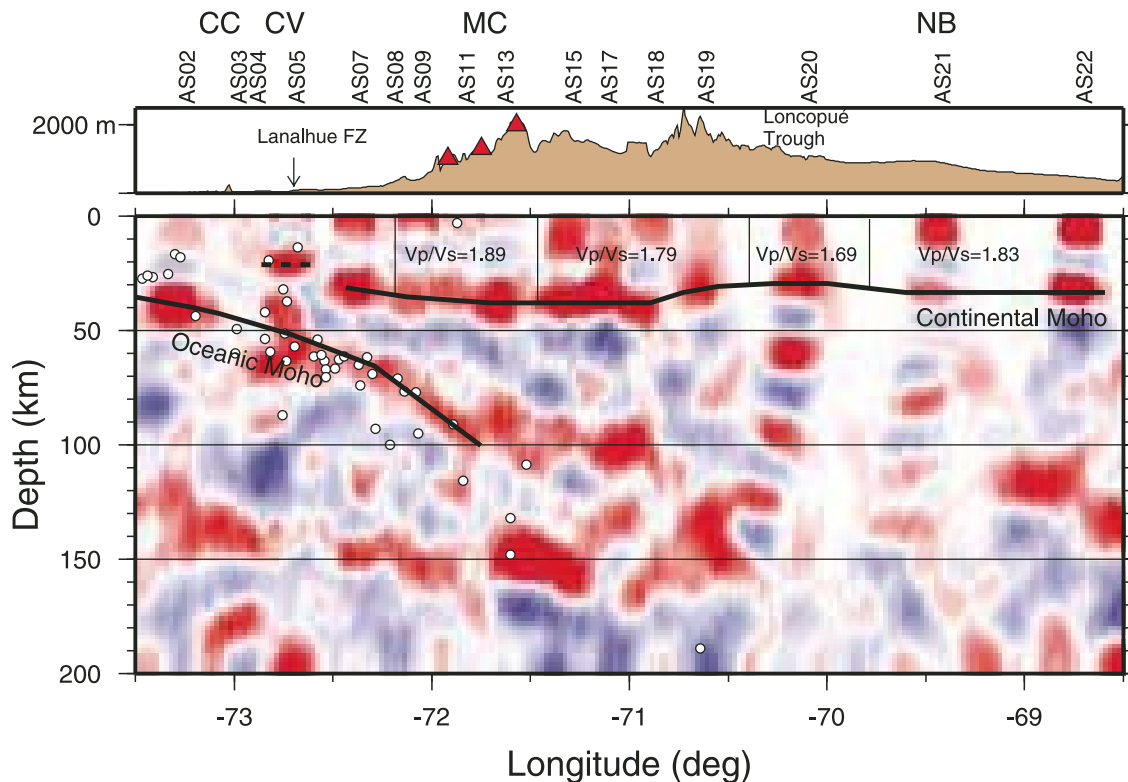 CC CV MC NB
AS02 AS03 AS04 AS05 AS07 AS08 AS09 AS11 AS13 AS15 AS17 AS18 AS19 AS20 AS21 AS22
2000 m
Lanalhue FZ
Loncopué
Trough
0
Vp/Vs=1.89 Vp/Vs=1.79 Vp/Vs=1.69 Vp/Vs=1.83
Continental Moho
50
Oceanic Moho
100
150
200
Depth (km)
-73 -72 -71 -70 -69
Longitude (deg)